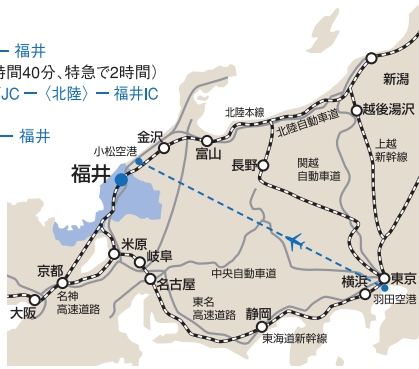 ー 福井
時間40分、特急で2時間）
JC ー 〈北陸〉 ー 福井IC
ー 福井
新潟
北陸本線
北陸自動車道
越後湯沢
金沢
小松空港
富山
上越
新幹線
長野
関越
自動車道
福井
米原
岐阜
京都
中央自動車道
東京
横浜
名古屋
羽田空港
名神
高速道路
東名
高速道路
静岡
大阪
東海道新幹線